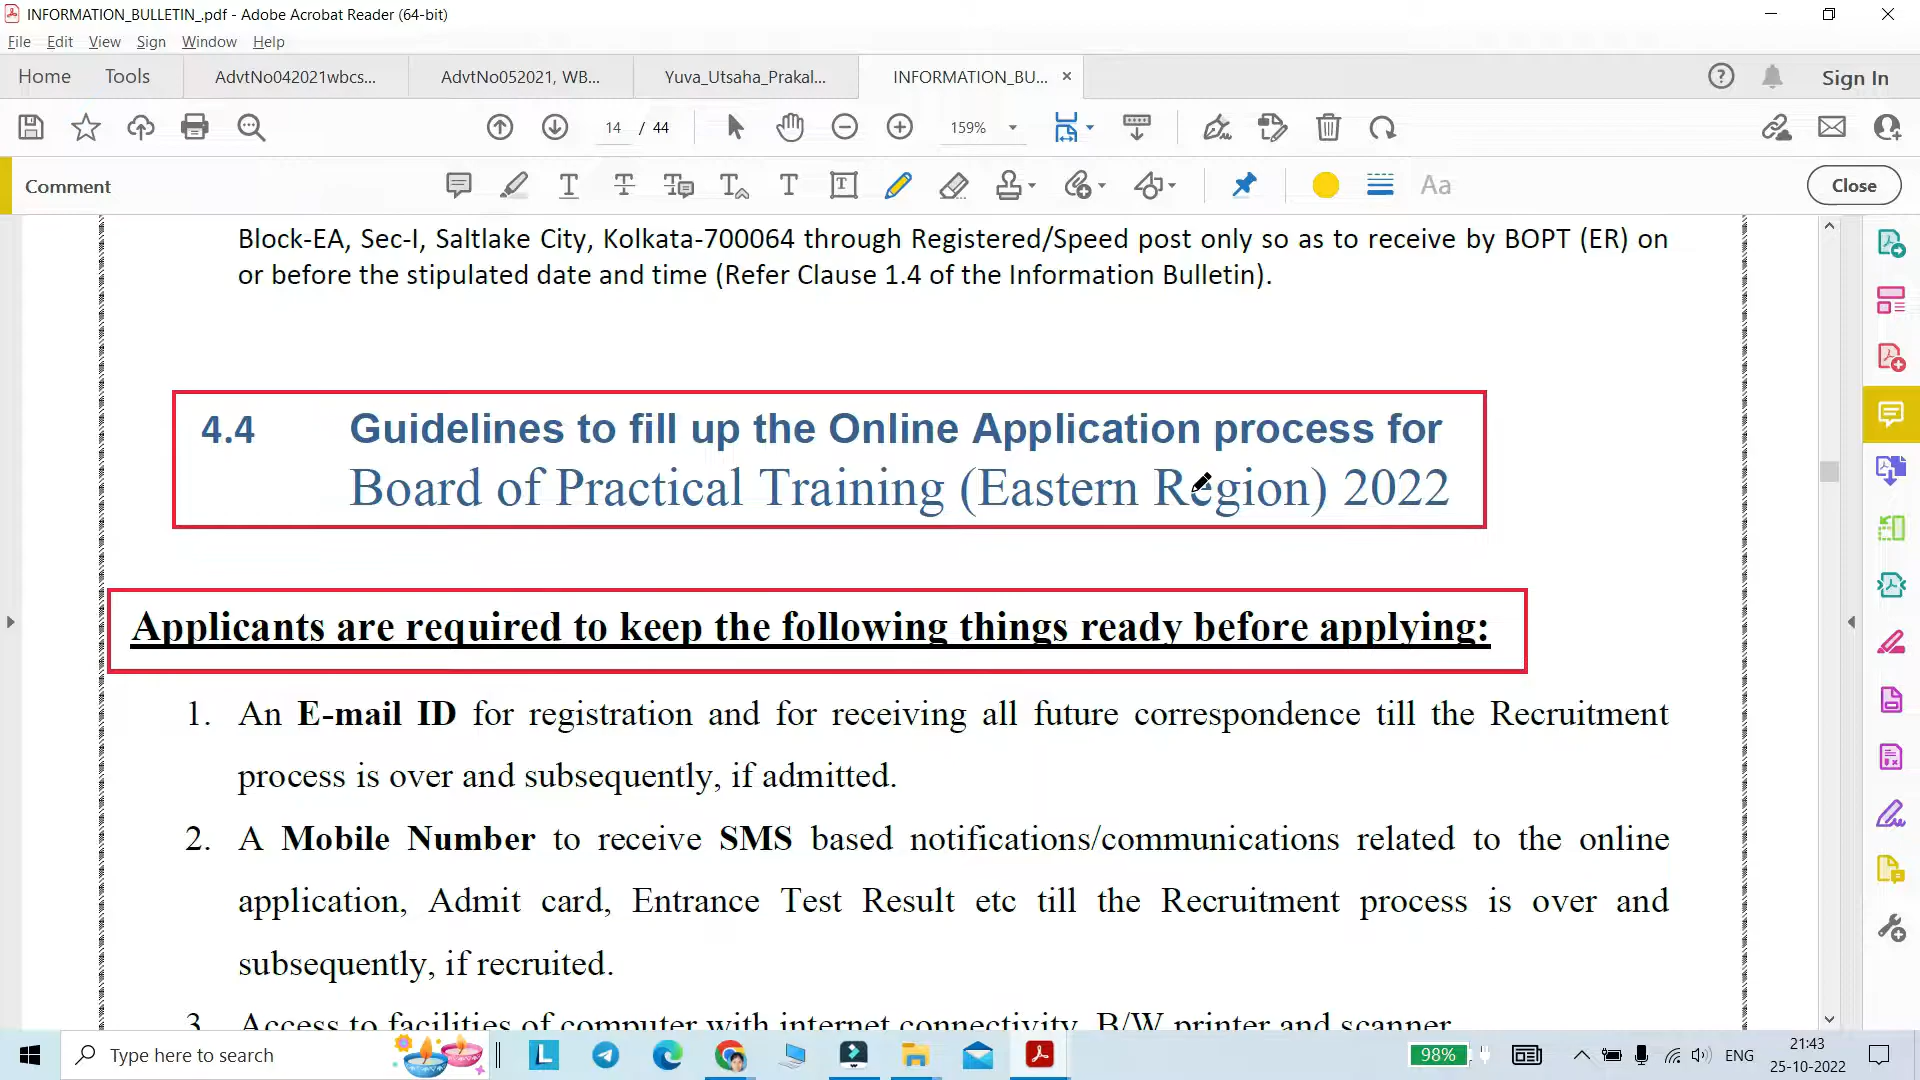 INFORMATION_BULLETIN_.pdf - Adobe Acrobat Reader (64-bit)
File Edit View Sign Window Help
Home Tools AdvtNo042021wbcs... AdvtNo052021, WB... Yuva_Utsaha_Prakal... INFORMATION_BU... × Sign In
14 / 44 159%
Comment Aa Close
Block-EA, Sec-I, Saltlake City, Kolkata-700064 through Registered/Speed post only so as to receive by BOPT (ER) on
or before the stipulated date and time (Refer Clause 1.4 of the Information Bulletin).
4.4 Guidelines to fill up the Online Application process for
Board of Practical Training (Eastern Region) 2022
Applicants are required to keep the following things ready before applying:
1. An E-mail ID for registration and for receiving all future correspondence till the Recruitment
process is over and subsequently, if admitted.
2. A Mobile Number to receive SMS based notifications/communications related to the online
application, Admit card, Entrance Test Result etc till the Recruitment process is over and
subsequently, if recruited.
3. Access to facilities of computer with internet connectivity, B/W printer and scanner
Type here to search L 98% ENG 21:43
25-10-2022